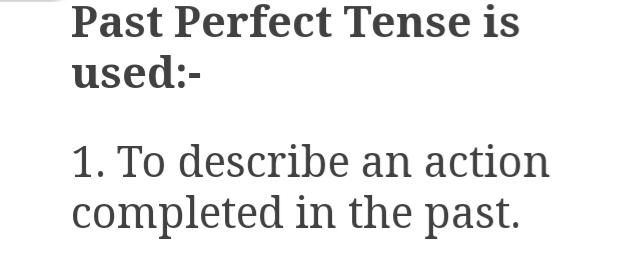 Past Perfect Tense is
used:-
1. To describe an action
completed in the past.